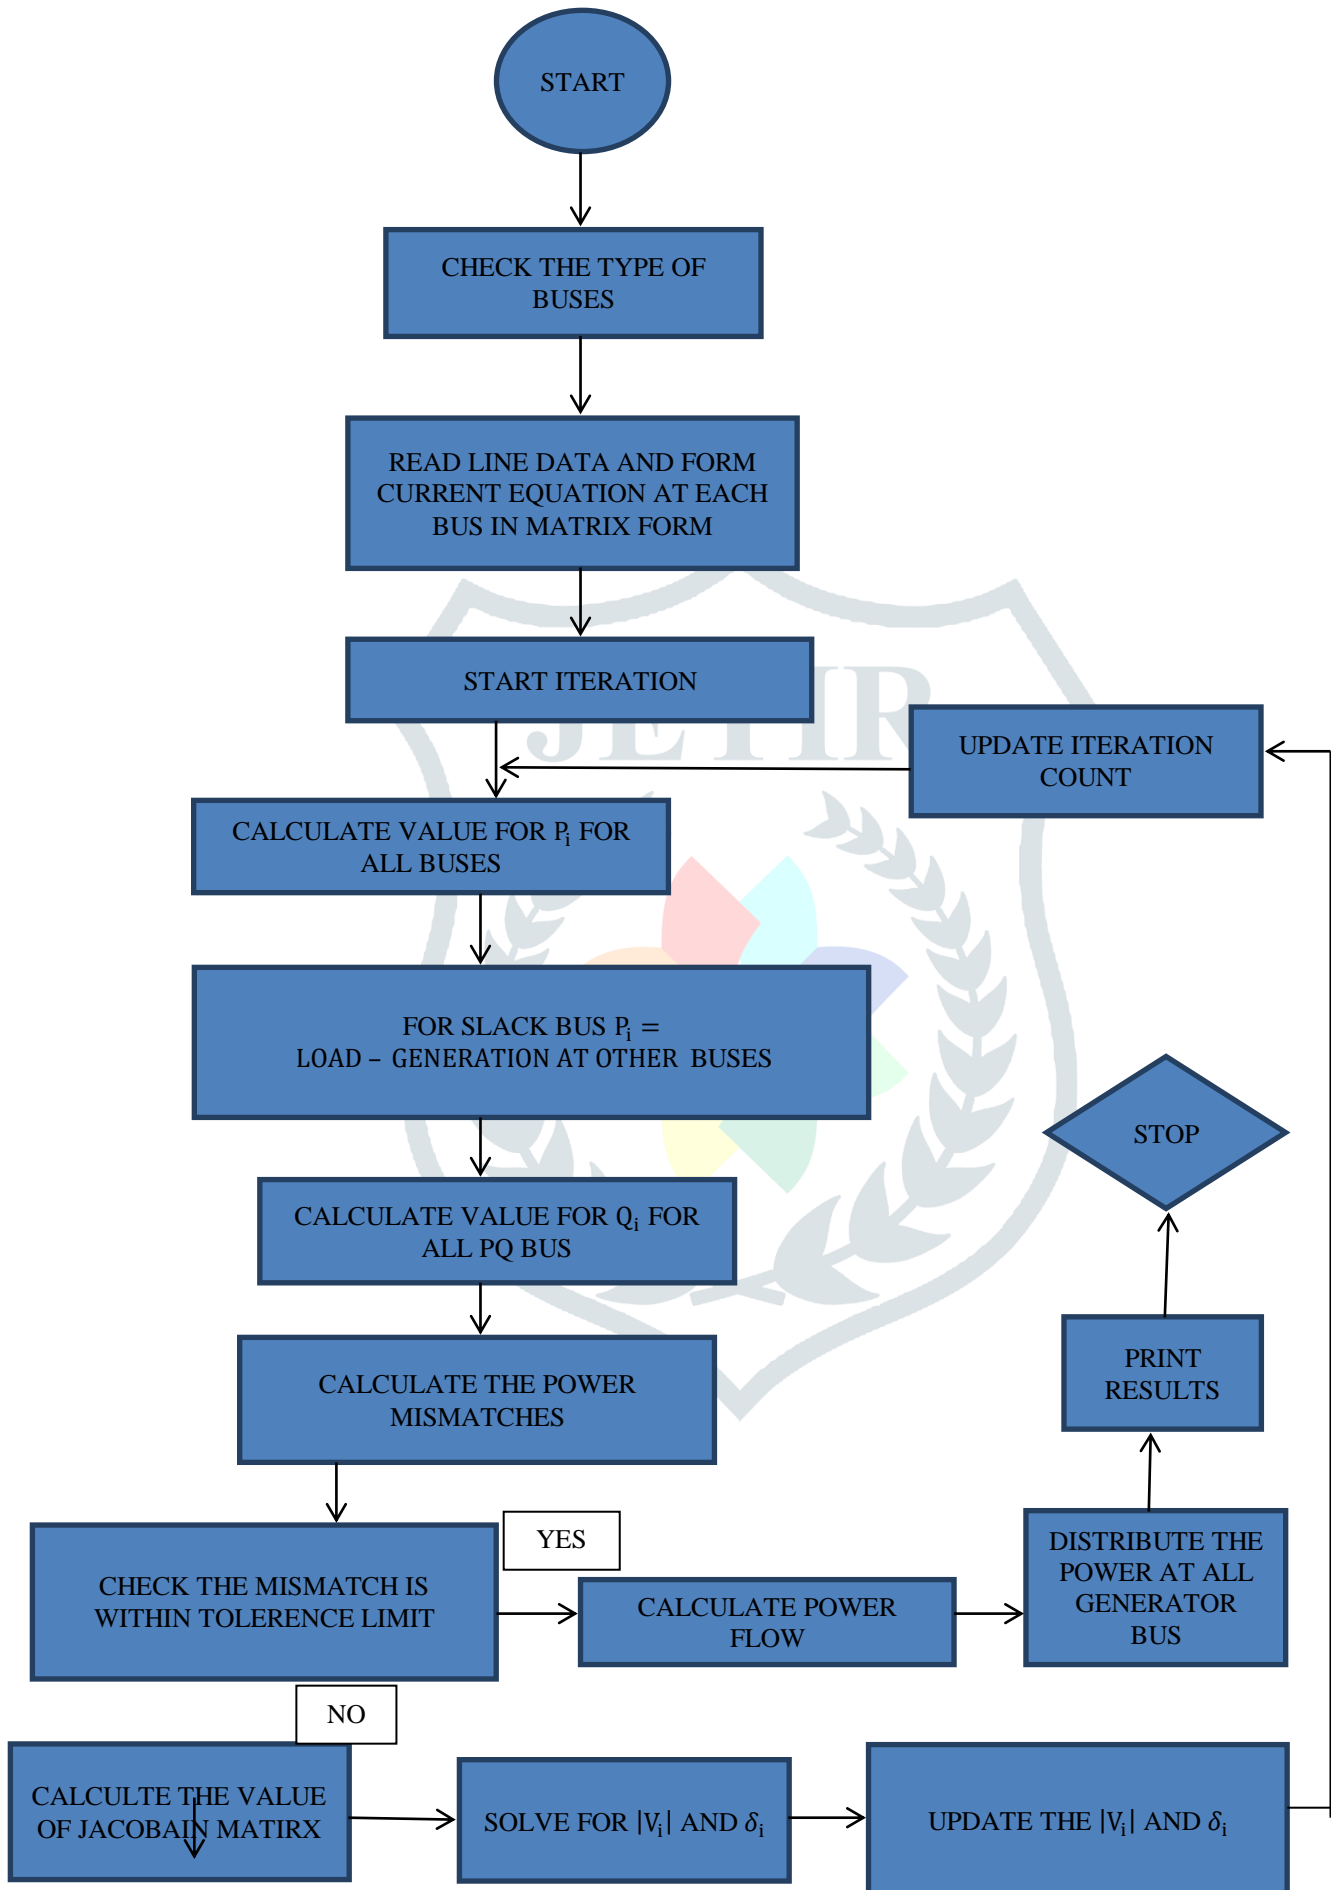 START
CHECK THE TYPE OF
BUSES
READ LINE DATA AND FORM
CURRENT EQUATION AT EACH
BUS IN MATRIX FORM
START ITERATION
JETIR
UPDATE ITERATION
COUNT
CALCULATE VALUE FOR Pᵢ FOR
ALL BUSES
FOR SLACK BUS Pᵢ =
LOAD – GENERATION AT OTHER BUSES
CALCULATE VALUE FOR Qᵢ FOR
ALL PQ BUS
CALCULATE THE POWER
MISMATCHES
CHECK THE MISMATCH IS
WITHIN TOLERENCE LIMIT
YES
CALCULATE POWER
FLOW
DISTRIBUTE THE
POWER AT ALL
GENERATOR
BUS
PRINT
RESULTS
STOP
NO
CALCULTE THE VALUE
OF JACOBAIN MATIRX
SOLVE FOR |Vᵢ| AND δᵢ
UPDATE THE |Vᵢ| AND δᵢ